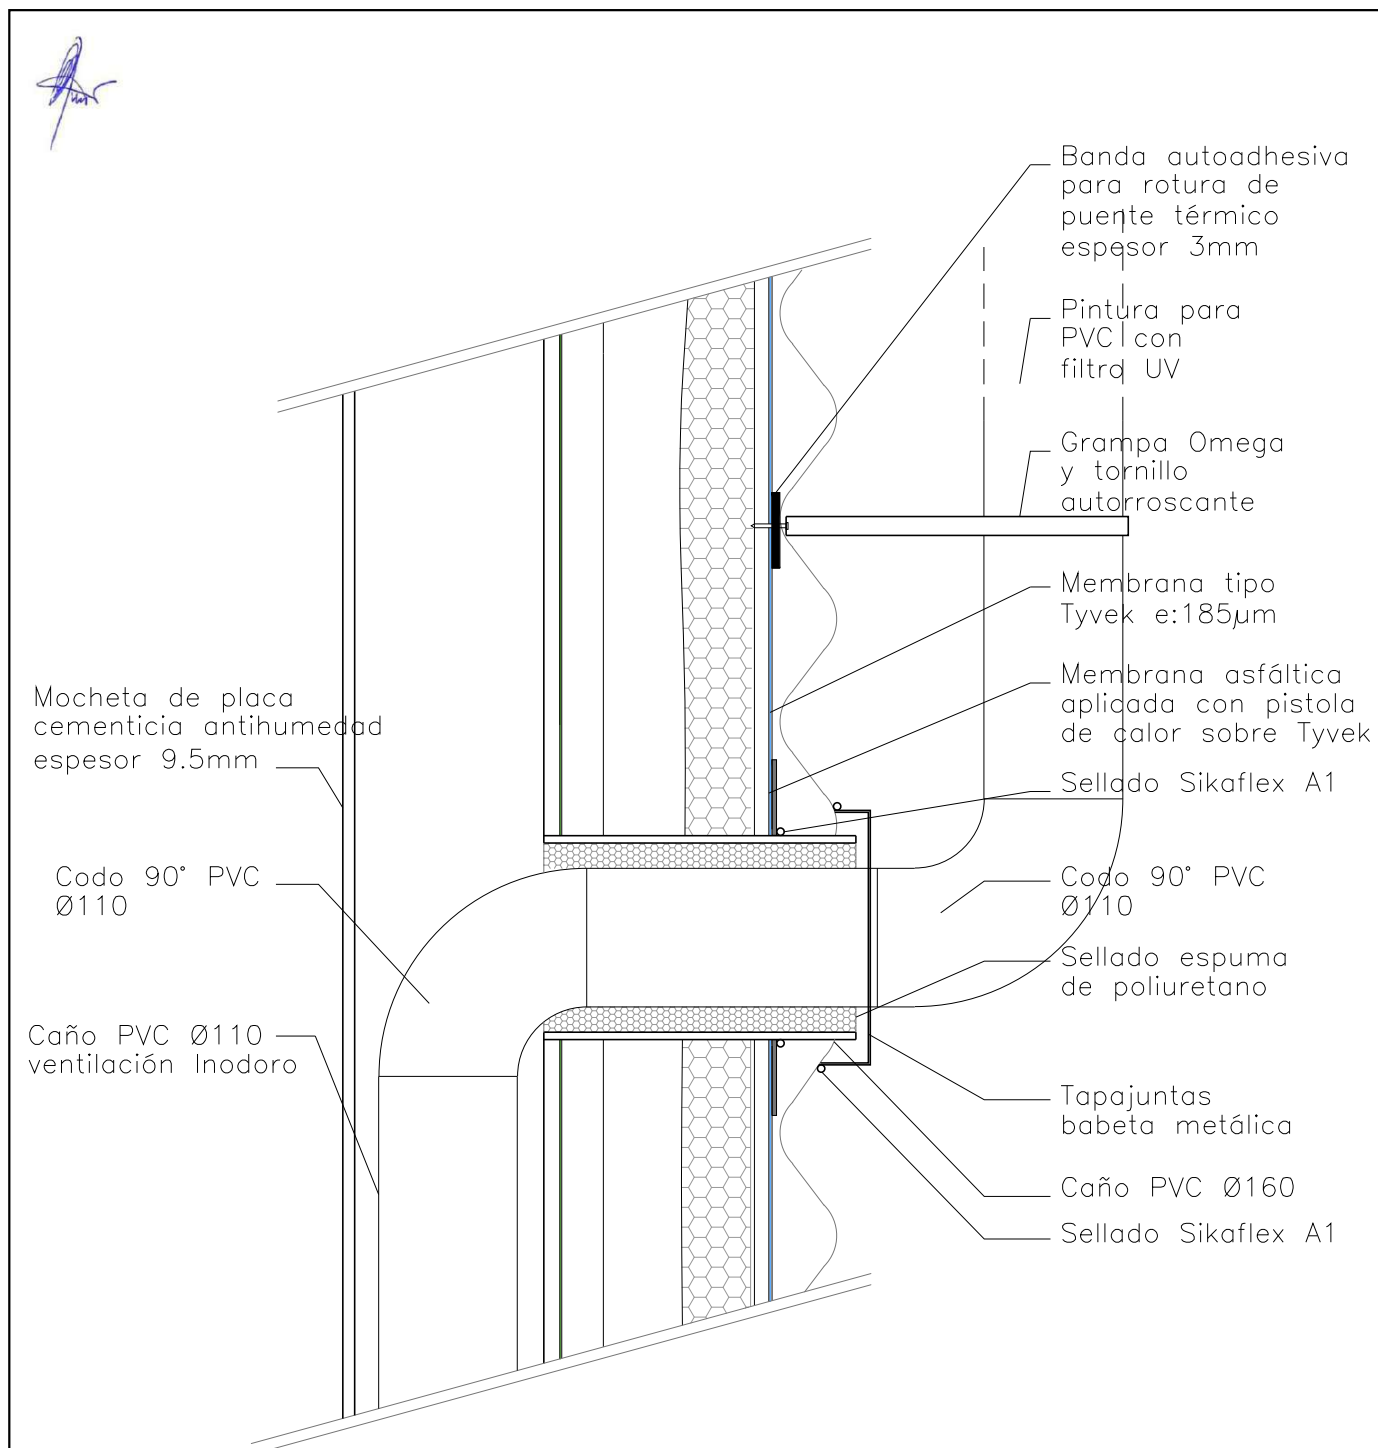 Banda autoadhesiva
para rotura de
puente térmico
espesor 3mm
Pintura para
PVC con
filtro UV
Grampa Omega
y tornillo
autorroscante
Membrana tipo
Tyvek e:185µm
Membrana asfáltica
aplicada con pistola
de calor sobre Tyvek
Sellado Sikaflex A1
Codo 90° PVC
Ø110
Sellado espuma
de poliuretano
Tapajuntas
babeta metálica
Caño PVC Ø160
Sellado Sikaflex A1
Mocheta de placa
cementicia antihumedad
espesor 9.5mm
Codo 90° PVC
Ø110
Caño PVC Ø110
ventilación Inodoro